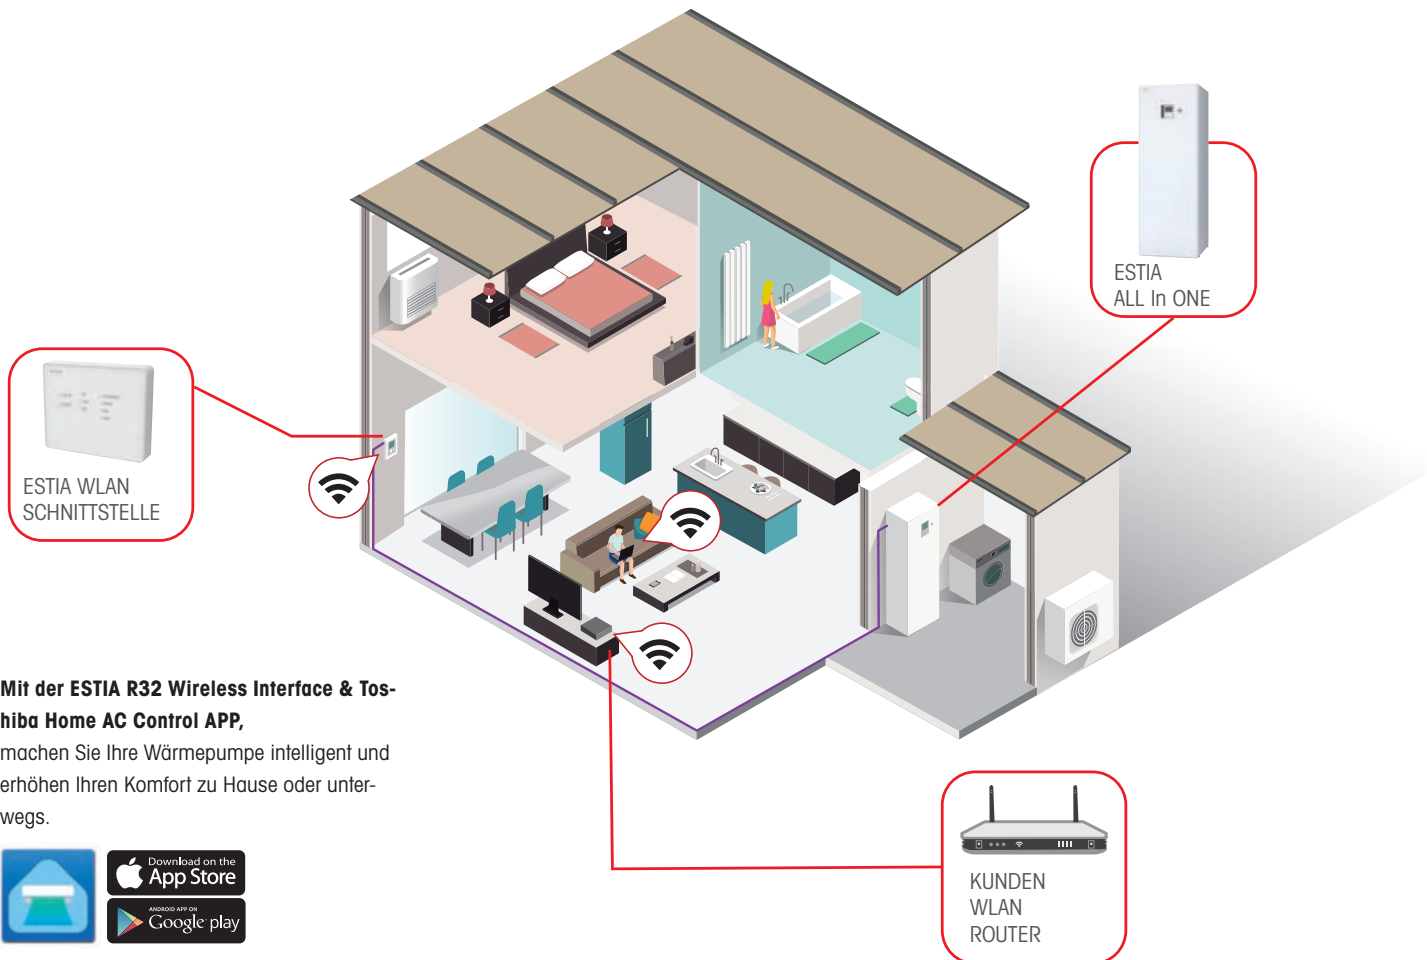 ESTIA
ALL In ONE
ESTIA WLAN
SCHNITTSTELLE
Mit der ESTIA R32 Wireless Interface & Tos-
hiba Home AC Control APP,
machen Sie Ihre Wärmepumpe intelligent und
erhöhen Ihren Komfort zu Hause oder unter-
wegs.
Download on the
App Store
ANDROID APP ON
Google play
KUNDEN
WLAN
ROUTER